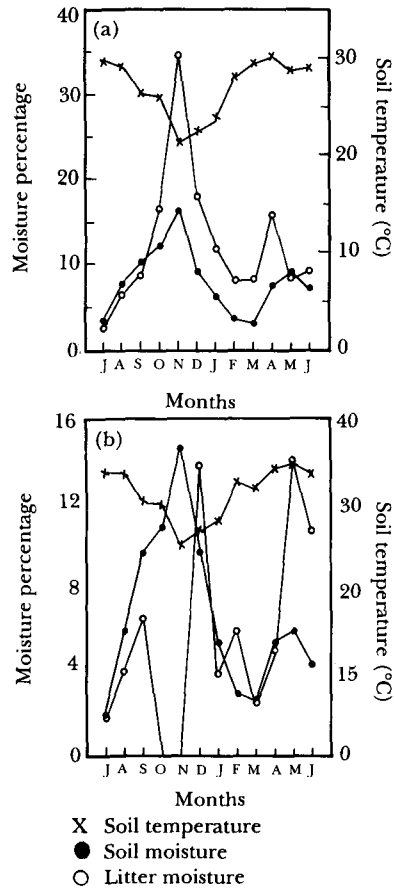 (a)
40
30
20
10
0
30
20
10
0
Moisture percentage
Soil temperature (°C)
J A S O N D J F M A M J
Months
(b)
16
12
8
4
0
40
30
20
15
0
Moisture percentage
Soil temperature (°C)
J A S O N D J F M A M J
Months
X Soil temperature
● Soil moisture
○ Litter moisture